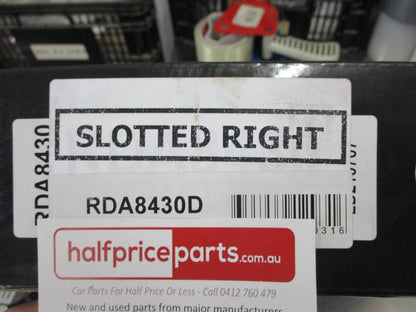 SLOTTED RIGHT
RDA8430
RDA8430D
9316
halfpriceparts.com.au
Car Parts For Half Price Or Less - Call 0412 760 479
New and used parts from major manufacturers